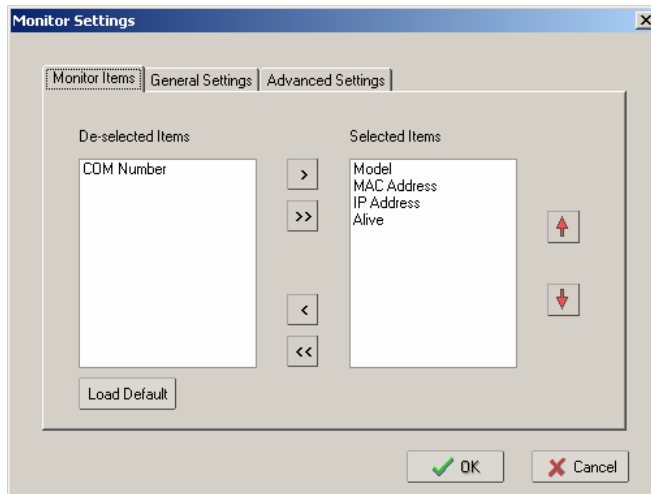 Monitor Settings
Monitor Items General Settings Advanced Settings
De-selected Items Selected Items
COM Number
>
>>
<
<<
Model
MAC Address
IP Address
Alive
Load Default
OK Cancel